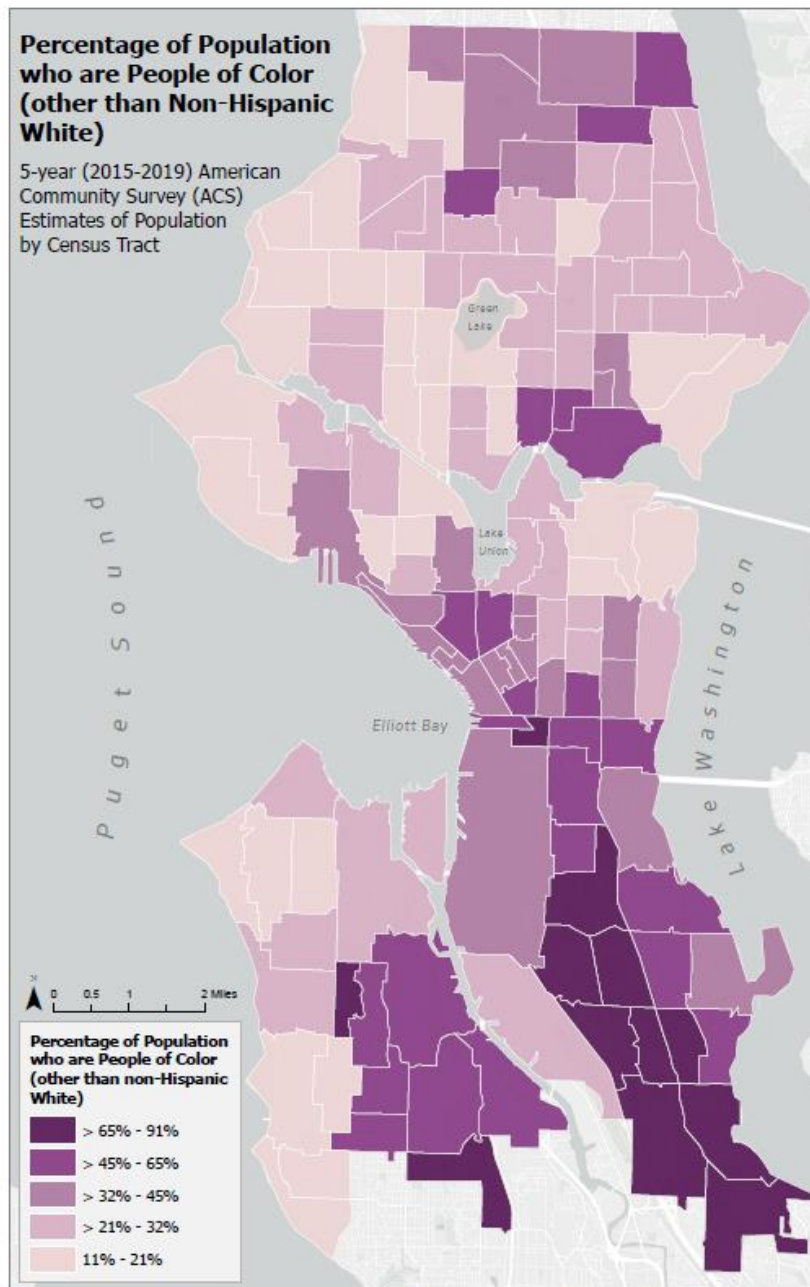 Percentage of Population
who are People of Color
(other than Non-Hispanic
White)
5-year (2015-2019) American
Community Survey (ACS)
Estimates of Population
by Census Tract
Green
Lake
Lake
Union
Puget Sound
Elliott Bay
Lake Washington
N
0 0.5 1 2 Miles
Percentage of Population
who are People of Color
(other than non-Hispanic
White)
> 65% - 91%
> 45% - 65%
> 32% - 45%
> 21% - 32%
11% - 21%